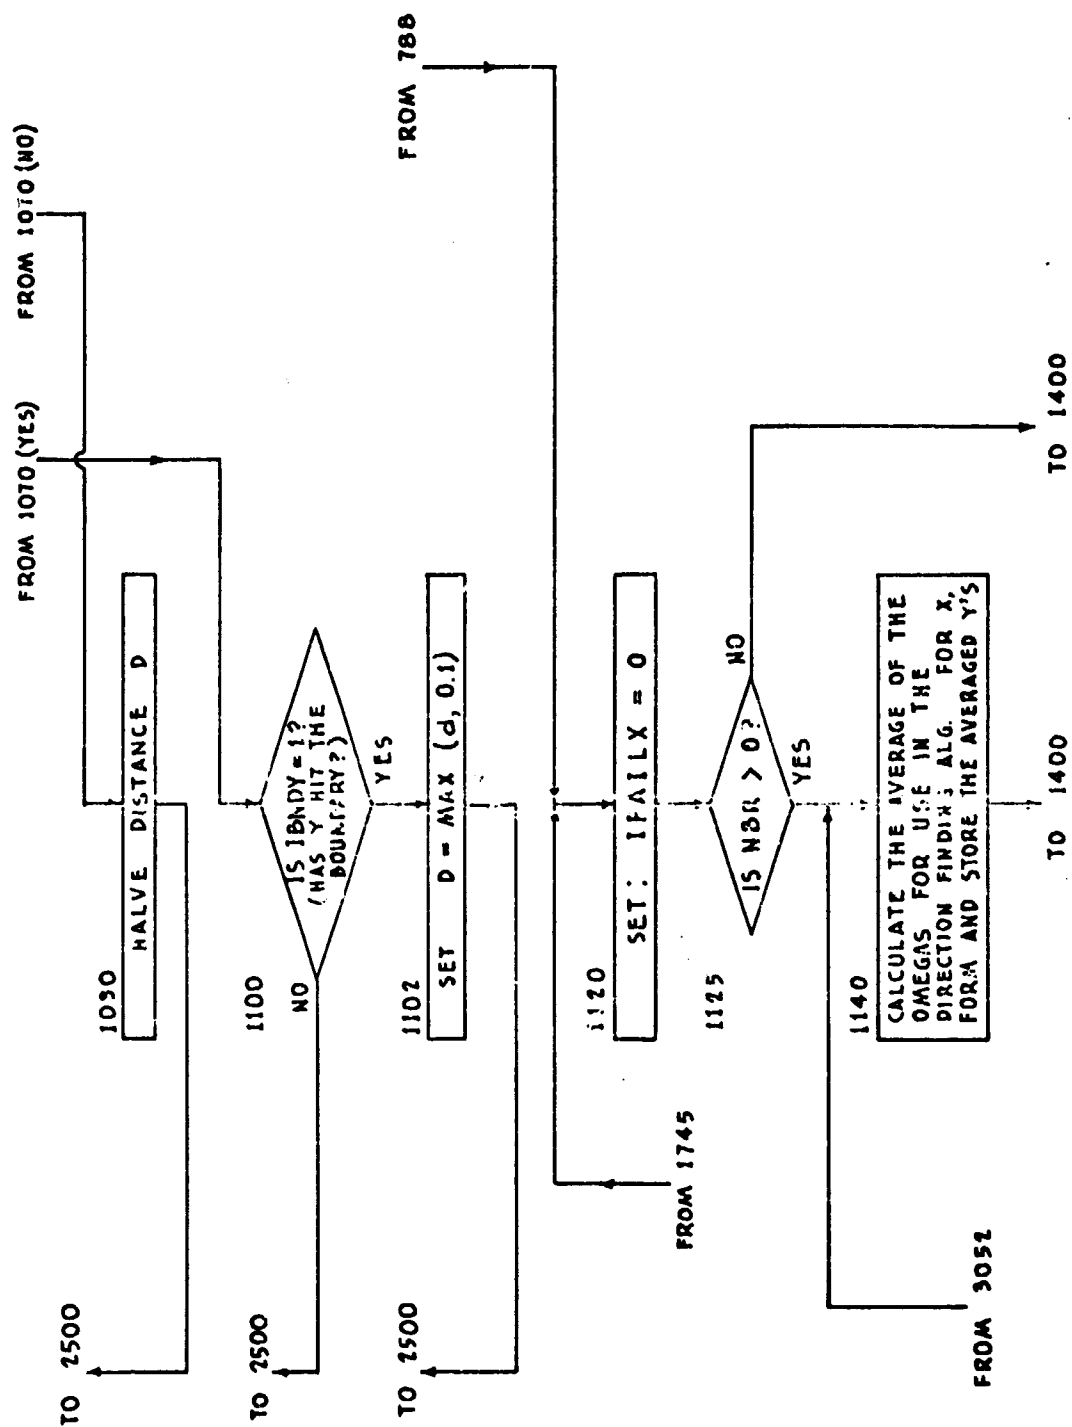 FROM 1070 (YES)
FROM 1070 (NO)
TO 2500
1090
HALVE DISTANCE D
TO 2500
1100
NO
IS IBNDY = 1?
(HAS Y HIT THE
BOUNDARY?)
YES
TO 2500
1102
FROM 788
SET D = MAX (d, 0.1)
1120
SET: IFAILX = 0
FROM 1745
1125
NO
IS NBR > 0?
YES
1140
CALCULATE THE AVERAGE OF THE
OMEGAS FOR USE IN THE
DIRECTION FINDING ALG. FOR X,
FORM AND STORE THE AVERAGED Y'S
FROM 3052
TO 1400
TO 1400